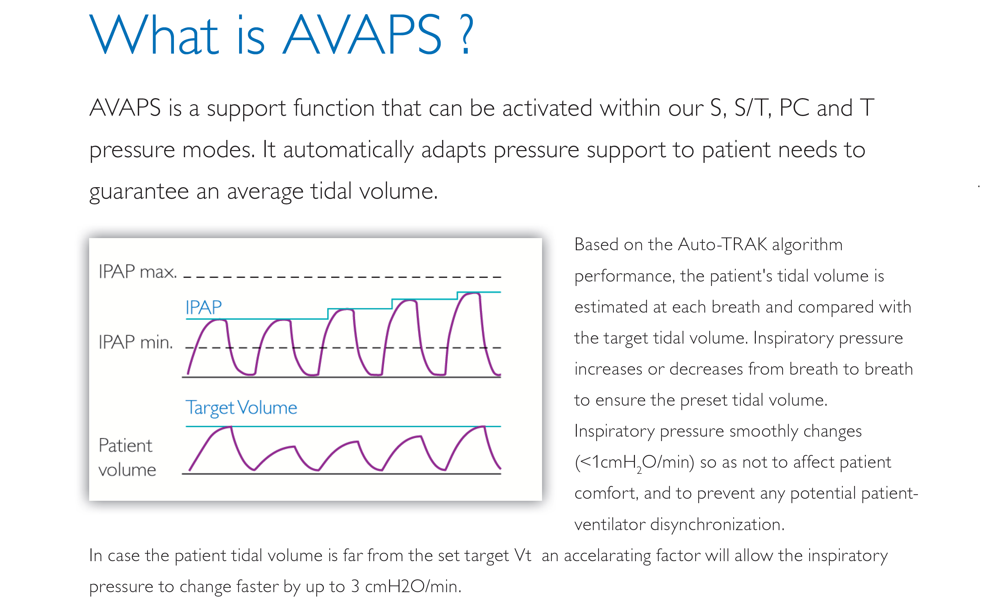 What is AVAPS ?
AVAPS is a support function that can be activated within our S, S/T, PC and T
pressure modes. It automatically adapts pressure support to patient needs to
guarantee an average tidal volume.
IPAP max.
IPAP
IPAP min.
Target Volume
Patient
volume
Based on the Auto-TRAK algorithm
performance, the patient's tidal volume is
estimated at each breath and compared with
the target tidal volume. Inspiratory pressure
increases or decreases from breath to breath
to ensure the preset tidal volume.
Inspiratory pressure smoothly changes
(<1cmH₂O/min) so as not to affect patient
comfort, and to prevent any potential patient-
ventilator disynchronization.
In case the patient tidal volume is far from the set target Vt  an accelarating factor will allow the inspiratory
pressure to change faster by up to 3 cmH2O/min.